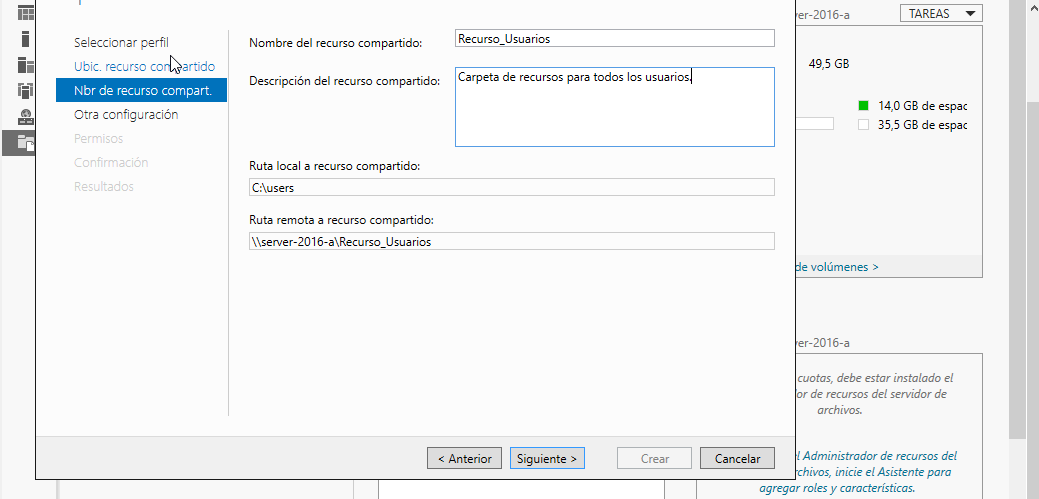 ver-2016-a
TAREAS
Seleccionar perfil
Ubic. recurso compartido
Nbr de recurso compart.
Otra configuración
Permisos
Confirmación
Resultados
Nombre del recurso compartido:
Recurso_Usuarios
Descripción del recurso compartido:
Carpeta de recursos para todos los usuarios.
Ruta local a recurso compartido:
C:\users
Ruta remota a recurso compartido:
\\server-2016-a\Recurso_Usuarios
< Anterior
Siguiente >
Crear
Cancelar
49,5 GB
14,0 GB de espac
35,5 GB de espac
de volúmenes >
ver-2016-a
cuotas, debe estar instalado el
or de recursos del servidor de
archivos.
el Administrador de recursos del
rchivos, inicie el Asistente para
agregar roles y características.